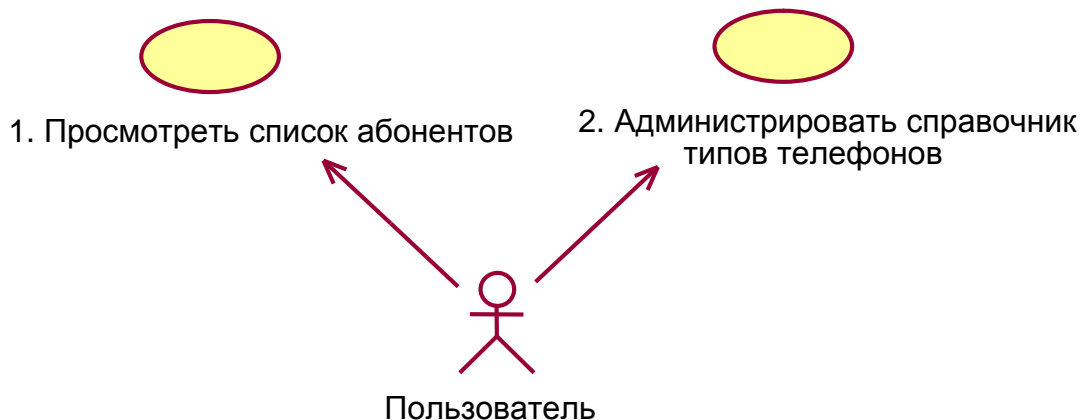 1. Просмотреть список абонентов
2. Администрировать справочник
типов телефонов
Пользователь